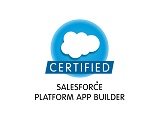 CERTIFIED
SALESFORCE
PLATFORM APP BUILDER